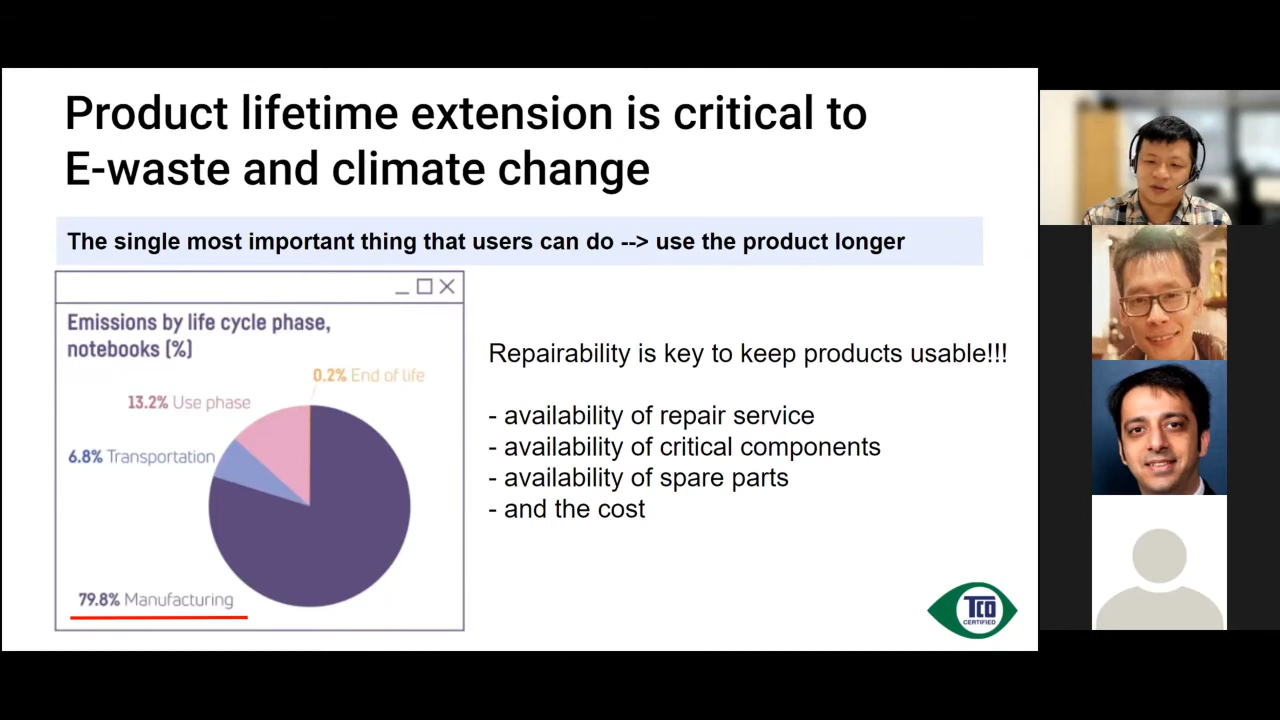 Product lifetime extension is critical to
E-waste and climate change
The single most important thing that users can do --> use the product longer
Emissions by life cycle phase,
notebooks (%)
0.2% End of life
13.2% Use phase
6.8% Transportation
79.8% Manufacturing
Repairability is key to keep products usable!!!
- availability of repair service
- availability of critical components
- availability of spare parts
- and the cost
TCO
CERTIFIED